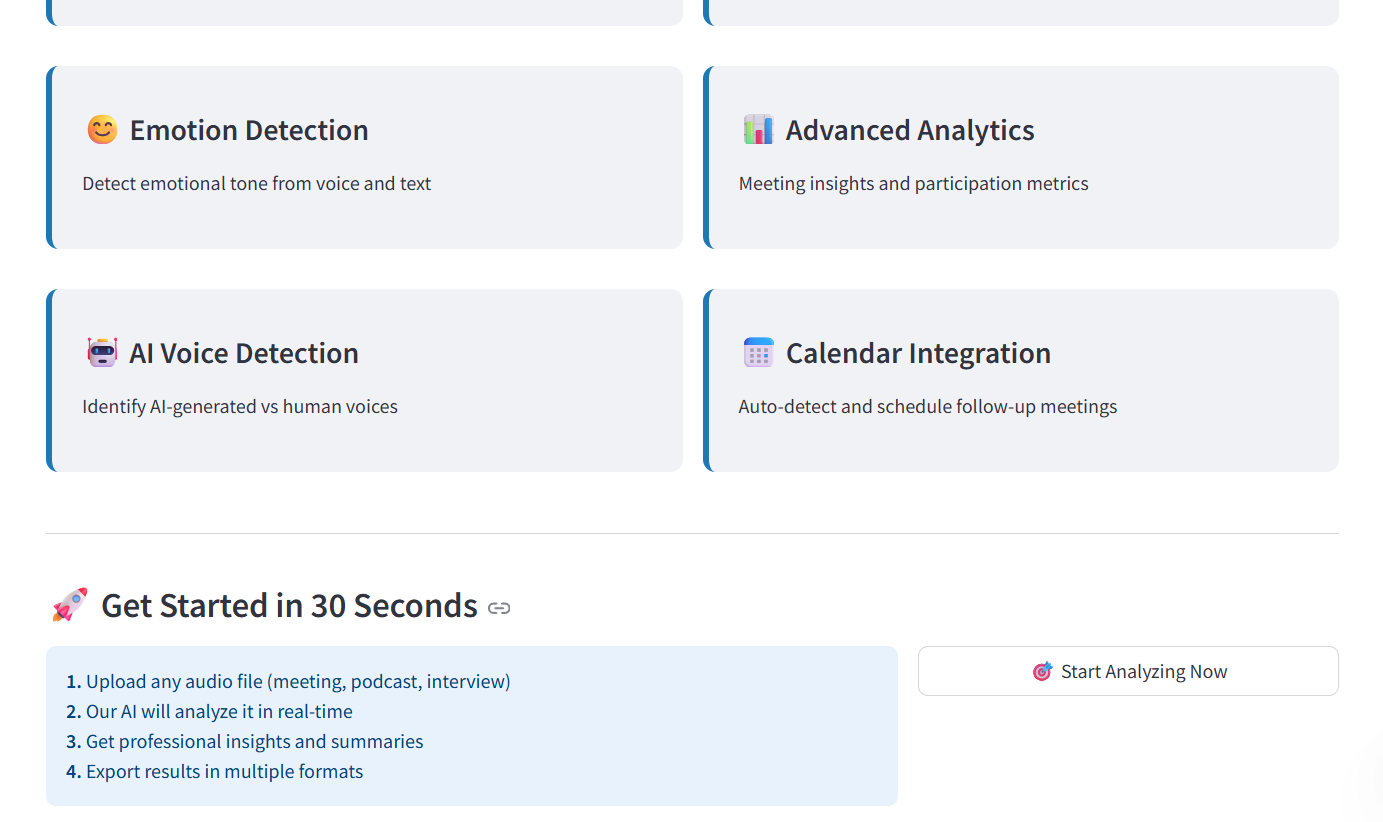 Emotion Detection
Detect emotional tone from voice and text
Advanced Analytics
Meeting insights and participation metrics
AI Voice Detection
Identify AI-generated vs human voices
Calendar Integration
Auto-detect and schedule follow-up meetings
Get Started in 30 Seconds
1. Upload any audio file (meeting, podcast, interview)
2. Our AI will analyze it in real-time
3. Get professional insights and summaries
4. Export results in multiple formats
Start Analyzing Now